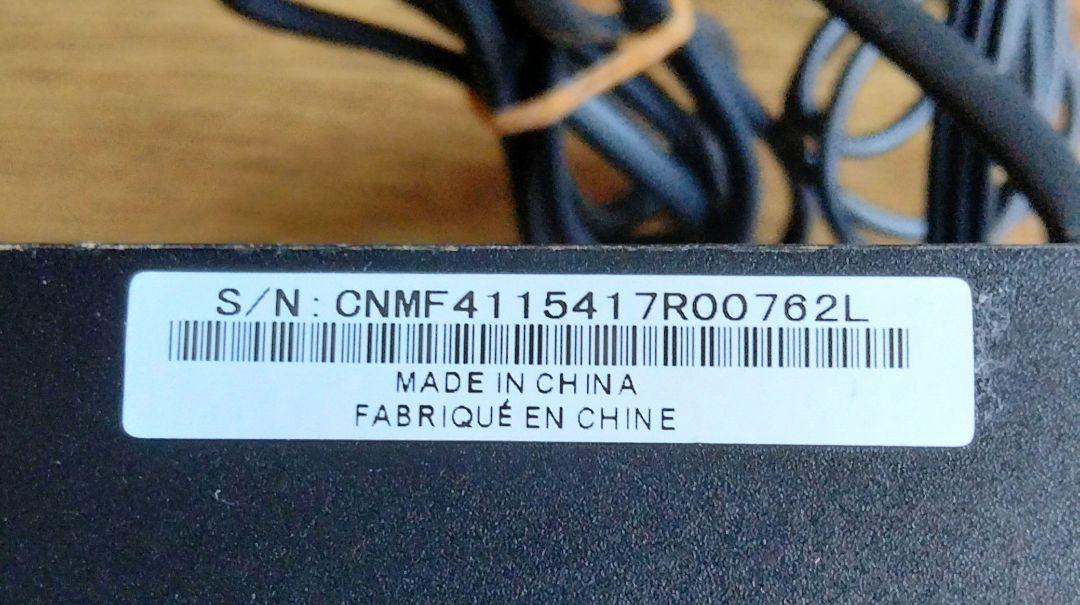 S/N: CNMF4115417R00762L
MADE IN CHINA
FABRIQUÉ EN CHINE